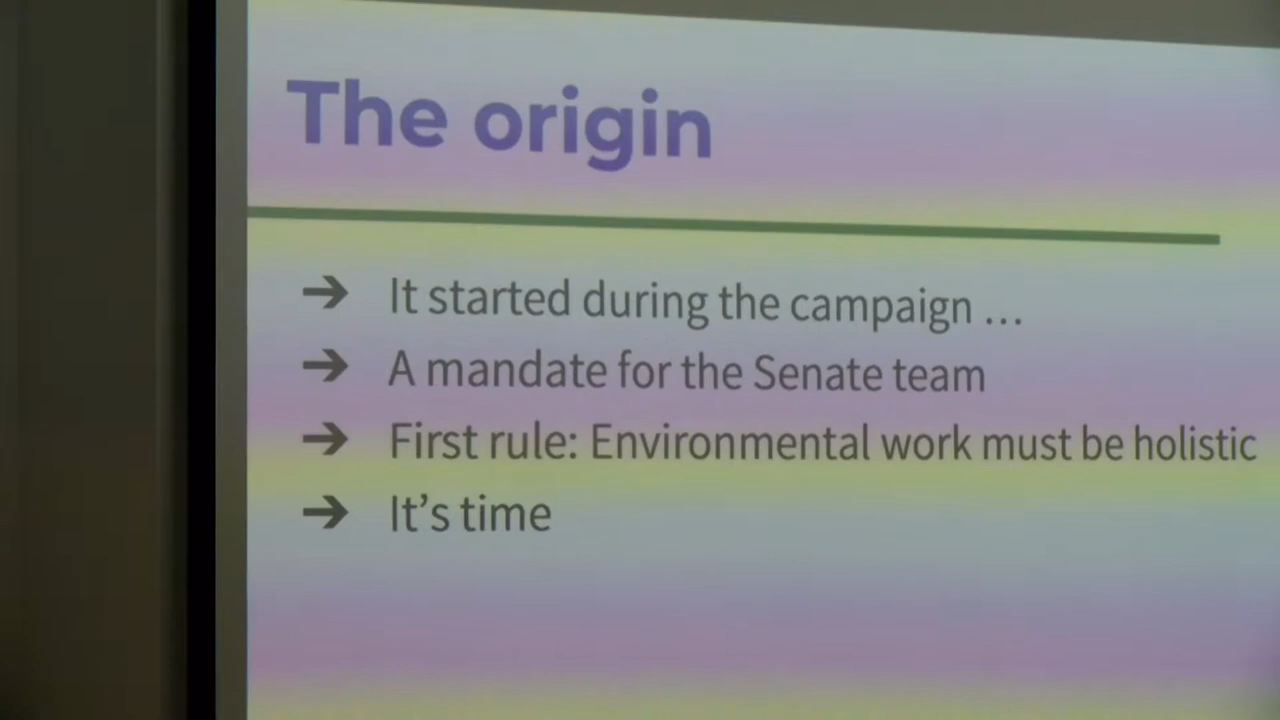 The origin
➔ It started during the campaign …
➔ A mandate for the Senate team
➔ First rule: Environmental work must be holistic
➔ It’s time